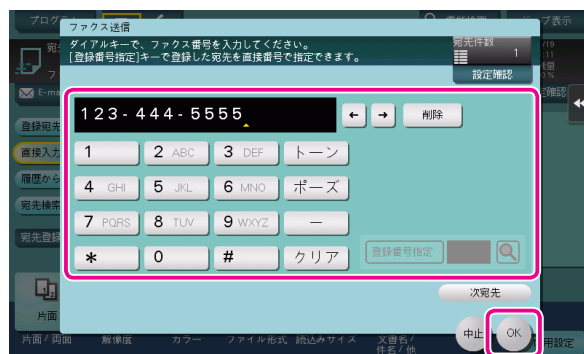 プログラ
ファクス送信
ダイアルキーで、ファクス番号を入力してください。
[登録番号指定]キーで登録した宛先を直接番号で指定できます。
宛先件数
1
設定確認
E-ma
登録宛先
直接入力
履歴から
宛先検索
宛先登録
123-444-5555
← → 削除
1 2 ABC 3 DEF トーン
4 GHI 5 JKL 6 MNO ポーズ
7 PQRS 8 TUV 9 WXYZ －
* 0 # クリア
登録番号指定
次宛先
中止 OK
片面
片面/両面 解像度 カラー ファイル形式 読込みサイズ 文書名/
件名/他
用設定